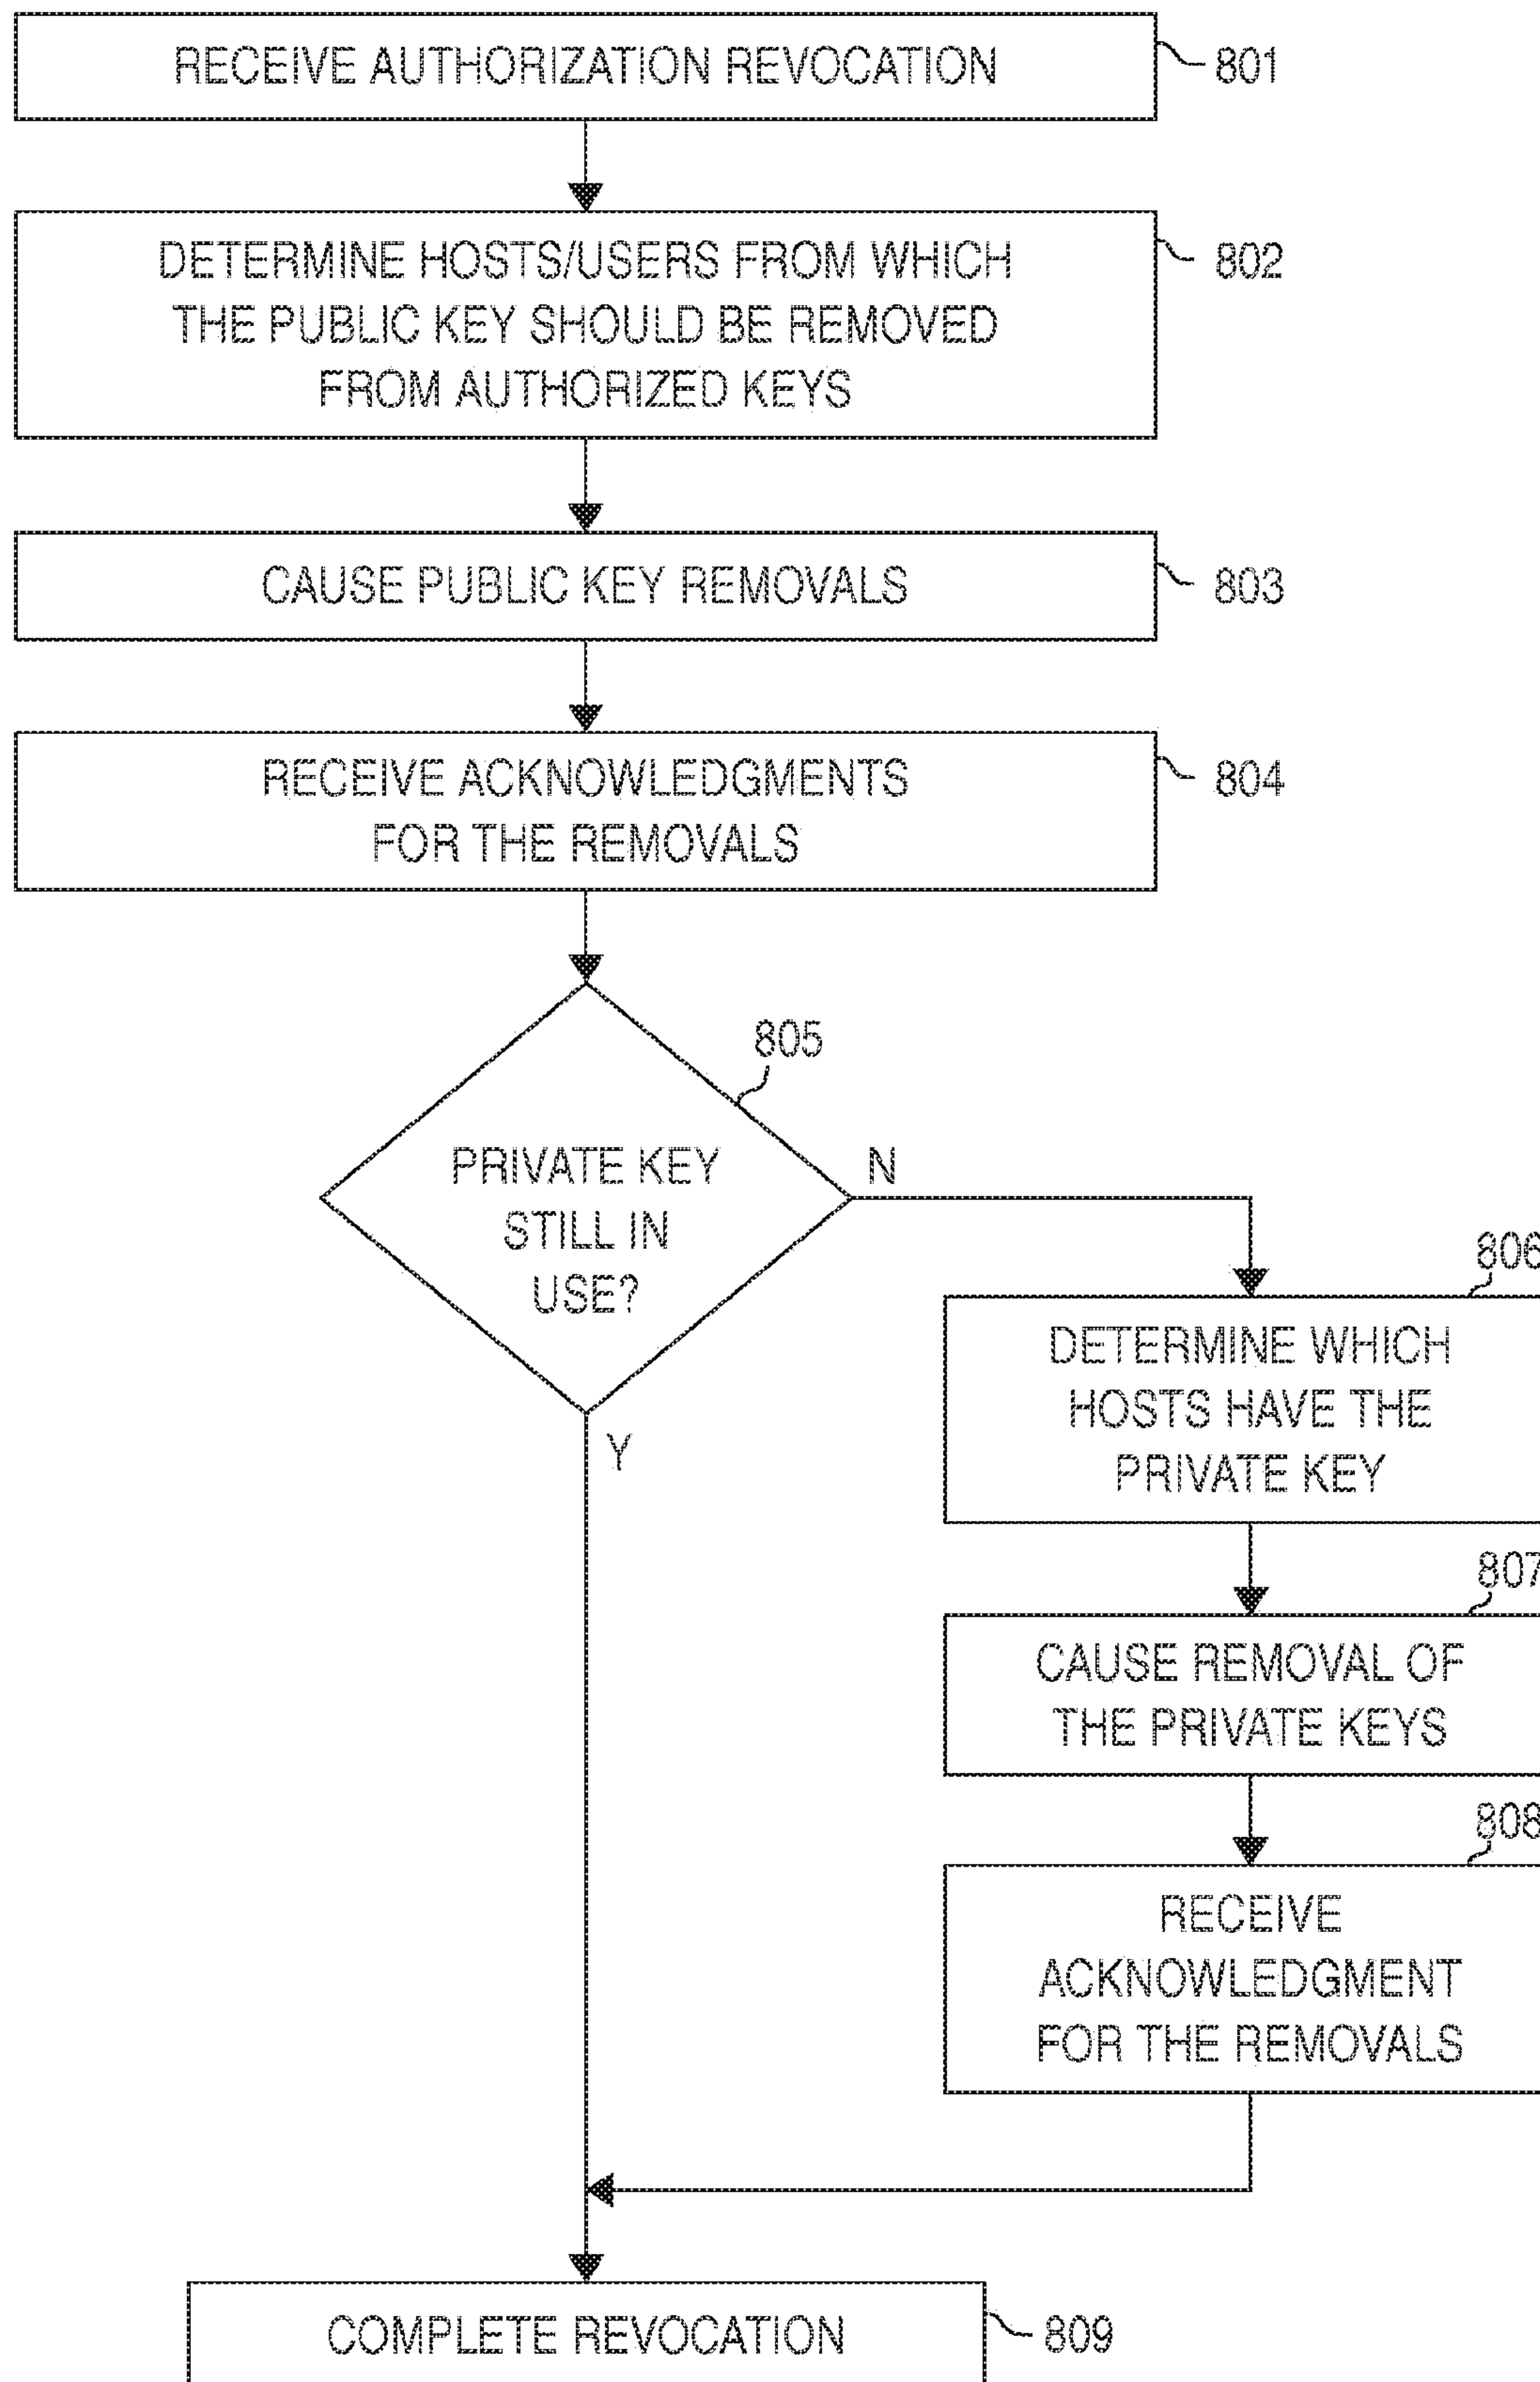 RECEIVE AUTHORIZATION REVOCATION
801
DETERMINE HOSTS/USERS FROM WHICH
THE PUBLIC KEY SHOULD BE REMOVED
FROM AUTHORIZED KEYS
802
CAUSE PUBLIC KEY REMOVALS
803
RECEIVE ACKNOWLEDGMENTS
FOR THE REMOVALS
804
805
PRIVATE KEY
STILL IN
USE?
N
Y
806
DETERMINE WHICH
HOSTS HAVE THE
PRIVATE KEY
807
CAUSE REMOVAL OF
THE PRIVATE KEYS
808
RECEIVE
ACKNOWLEDGMENT
FOR THE REMOVALS
COMPLETE REVOCATION
809